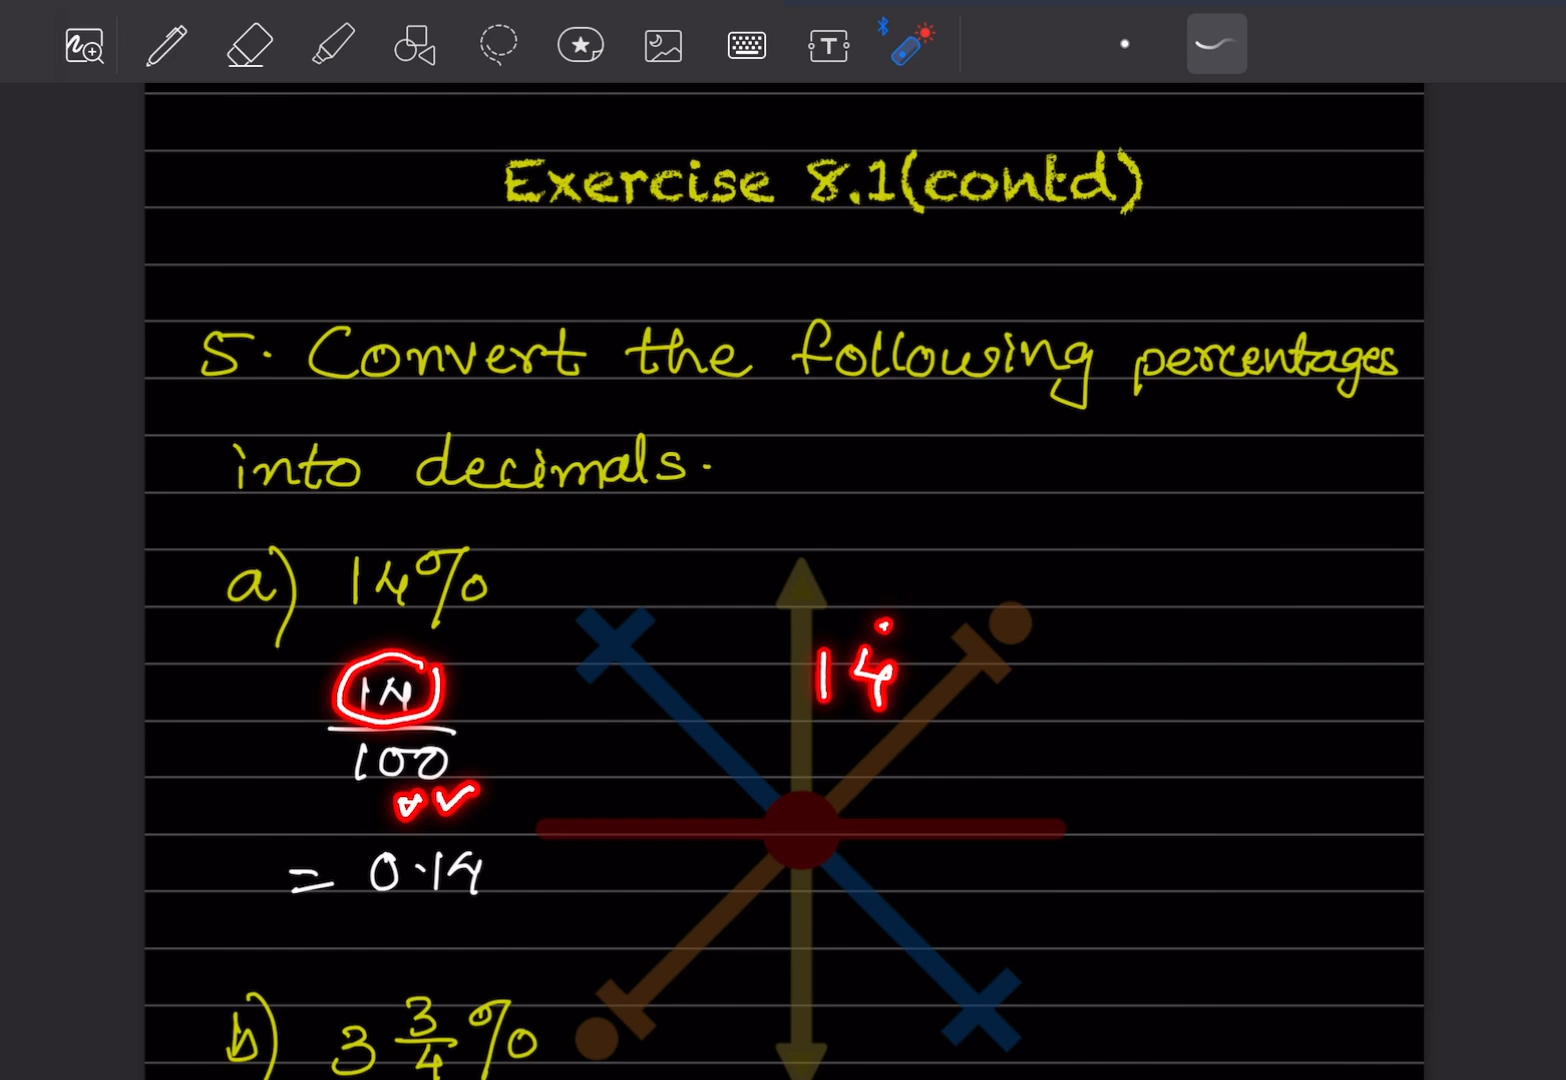 Exercise 8.1(contd)
5. Convert the following percentages
into decimals.
a) 14%
14
14
100
= 0.14
b) 3 3/4 %